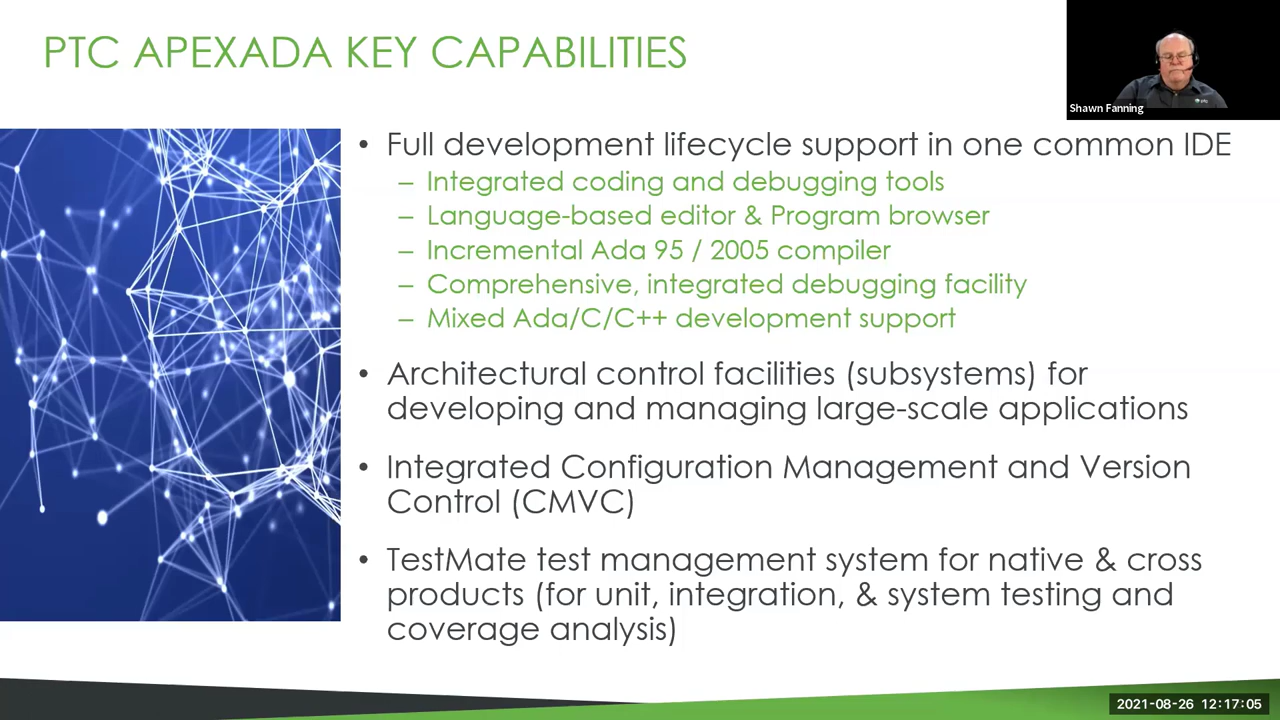 PTC APEXADA KEY CAPABILITIES
Shawn Fanning
• Full development lifecycle support in one common IDE
– Integrated coding and debugging tools
– Language-based editor & Program browser
– Incremental Ada 95 / 2005 compiler
– Comprehensive, integrated debugging facility
– Mixed Ada/C/C++ development support
• Architectural control facilities (subsystems) for
developing and managing large-scale applications
• Integrated Configuration Management and Version
Control (CMVC)
• TestMate test management system for native & cross
products (for unit, integration, & system testing and
coverage analysis)
2021-08-26 12:17:05